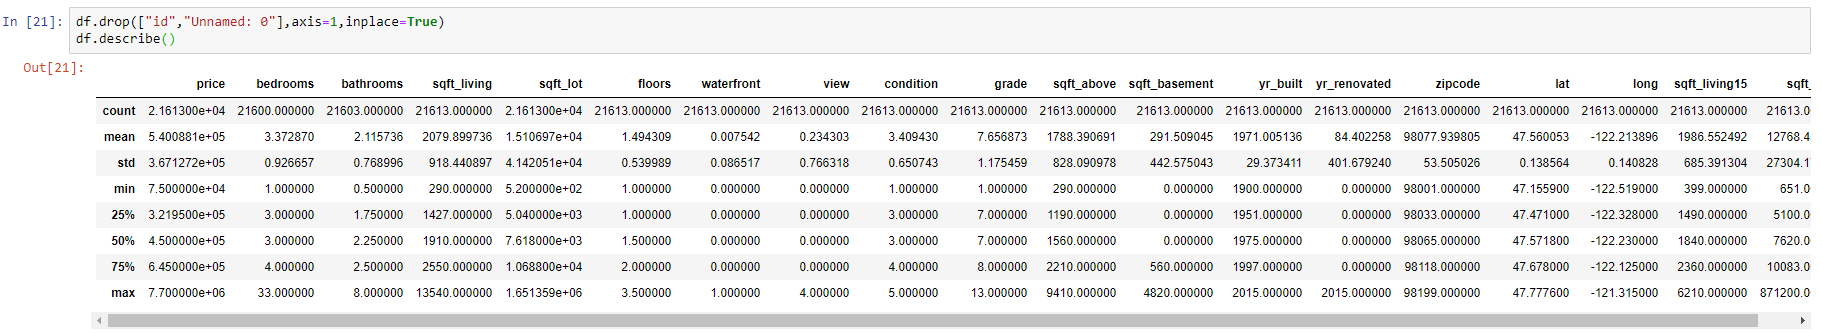 In [21]: df.drop(["id","Unnamed: 0"],axis=1,inplace=True)
df.describe()
Out[21]:
price bedrooms bathrooms sqft_living sqft_lot floors waterfront view condition grade sqft_above sqft_basement yr_built yr_renovated zipcode lat long sqft_living15 sqft_
count 2.161300e+04 21600.000000 21603.000000 21613.000000 2.161300e+04 21613.000000 21613.000000 21613.000000 21613.000000 21613.000000 21613.000000 21613.000000 21613.000000 21613.000000 21613.000000 21613.000000 21613.000000 21613.000000 21613.0
mean 5.400881e+05 3.372870 2.115736 2079.899736 1.510697e+04 1.494309 0.007542 0.234303 3.409430 7.656873 1788.390691 291.509045 1971.005136 84.402258 98077.939805 47.560053 -122.213896 1986.552492 12768.4
std 3.671272e+05 0.926657 0.768996 918.440897 4.142051e+04 0.539989 0.086517 0.766318 0.650743 1.175459 828.090978 442.575043 29.373411 401.679240 53.505026 0.138564 0.140828 685.391304 27304.1
min 7.500000e+04 1.000000 0.500000 290.000000 5.200000e+02 1.000000 0.000000 0.000000 1.000000 1.000000 290.000000 0.000000 1900.000000 0.000000 98001.000000 47.155900 -122.519000 399.000000 651.0
25% 3.219500e+05 3.000000 1.750000 1427.000000 5.040000e+03 1.000000 0.000000 0.000000 3.000000 7.000000 1190.000000 0.000000 1951.000000 0.000000 98033.000000 47.471000 -122.328000 1490.000000 5100.0
50% 4.500000e+05 3.000000 2.250000 1910.000000 7.618000e+03 1.500000 0.000000 0.000000 3.000000 7.000000 1560.000000 0.000000 1975.000000 0.000000 98065.000000 47.571800 -122.230000 1840.000000 7620.0
75% 6.450000e+05 4.000000 2.500000 2550.000000 1.068800e+04 2.000000 0.000000 0.000000 4.000000 8.000000 2210.000000 560.000000 1997.000000 0.000000 98118.000000 47.678000 -122.125000 2360.000000 10083.0
max 7.700000e+06 33.000000 8.000000 13540.000000 1.651359e+06 3.500000 1.000000 4.000000 5.000000 13.000000 9410.000000 4820.000000 2015.000000 2015.000000 98199.000000 47.777600 -121.315000 6210.000000 871200.0